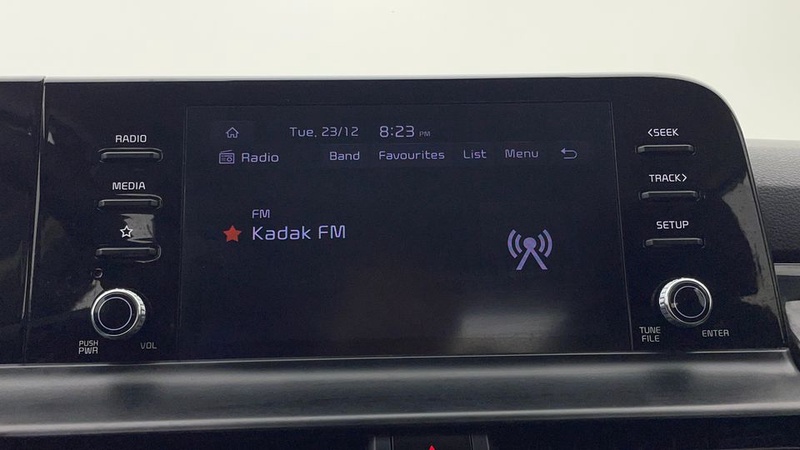 Tue, 23/12 8:23 PM
Radio Band Favourites List Menu
FM
Kadak FM
RADIO
MEDIA
PUSH
PWR
VOL
<SEEK
TRACK>
SETUP
TUNE
FILE
ENTER